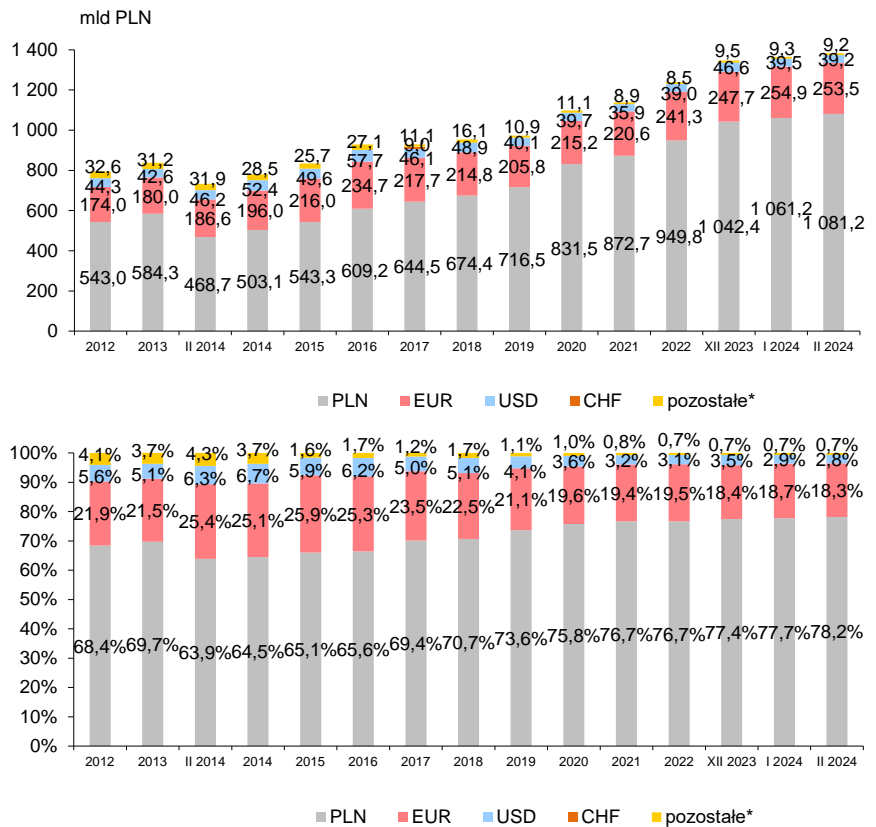 mld PLN
1 400
1 200
1 000
800
600
400
200
0
32,6 31,2 31,9 28,5 25,7 27,1 11,1 16,1 10,9 11,1 8,9 8,5 9,5 9,3 9,2
9,0
44,3 42,6 46,2 52,4 49,6 57,7 46,1 48,9 40,1 39,7 35,9 39,0 46,6 39,5 39,2
174,0 180,0 186,6 196,0 216,0 234,7 217,7 214,8 205,8 215,2 220,6 241,3 247,7 254,9 253,5
543,0 584,3 468,7 503,1 543,3 609,2 644,5 674,4 716,5 831,5 872,7 949,8 1 042,4 1 061,2 1 081,2
2012 2013 II 2014 2014 2015 2016 2017 2018 2019 2020 2021 2022 XII 2023 I 2024 II 2024
PLN EUR USD CHF pozostałe*
100%
90%
80%
70%
60%
50%
40%
30%
20%
10%
0%
4,1% 3,7% 4,3% 3,7% 1,6% 1,7% 1,2% 1,7% 1,1% 1,0% 0,8% 0,7% 0,7% 0,7% 0,7%
5,6% 5,1% 6,3% 6,7% 5,9% 6,2% 5,0% 5,1% 4,1% 3,6% 3,2% 3,1% 3,5% 2,9% 2,8%
21,9% 21,5% 25,4% 25,1% 25,9% 25,3% 23,5% 22,5% 21,1% 19,6% 19,4% 19,5% 18,4% 18,7% 18,3%
68,4% 69,7% 63,9% 64,5% 65,1% 65,6% 69,4% 70,7% 73,6% 75,8% 76,7% 76,7% 77,4% 77,7% 78,2%
2012 2013 II 2014 2014 2015 2016 2017 2018 2019 2020 2021 2022 XII 2023 I 2024 II 2024
PLN EUR USD CHF pozostałe*